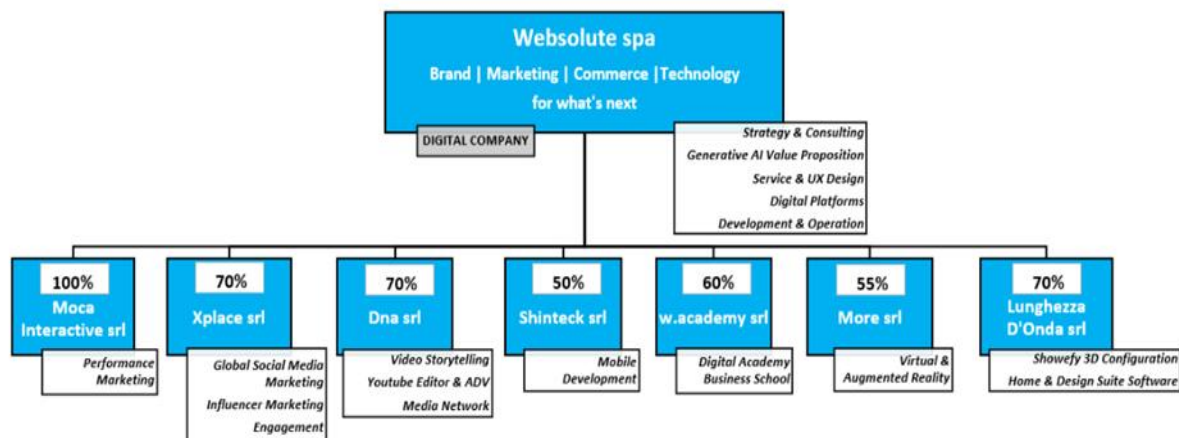 Websolute spa
Brand | Marketing | Commerce |Technology
for what's next
DIGITAL COMPANY
Strategy & Consulting
Generative AI Value Proposition
Service & UX Design
Digital Platforms
Development & Operation
100%
Moca
Interactive srl
Performance
Marketing
70%
Xplace srl
Global Social Media
Marketing
Influencer Marketing
Engagement
70%
Dna srl
Video Storytelling
Youtube Editor & ADV
Media Network
50%
Shinteck srl
Mobile
Development
60%
w.academy srl
Digital Academy
Business School
55%
More srl
Virtual &
Augmented Reality
70%
Lunghezza
D'Onda srl
Showefy 3D Configuration
Home & Design Suite Software